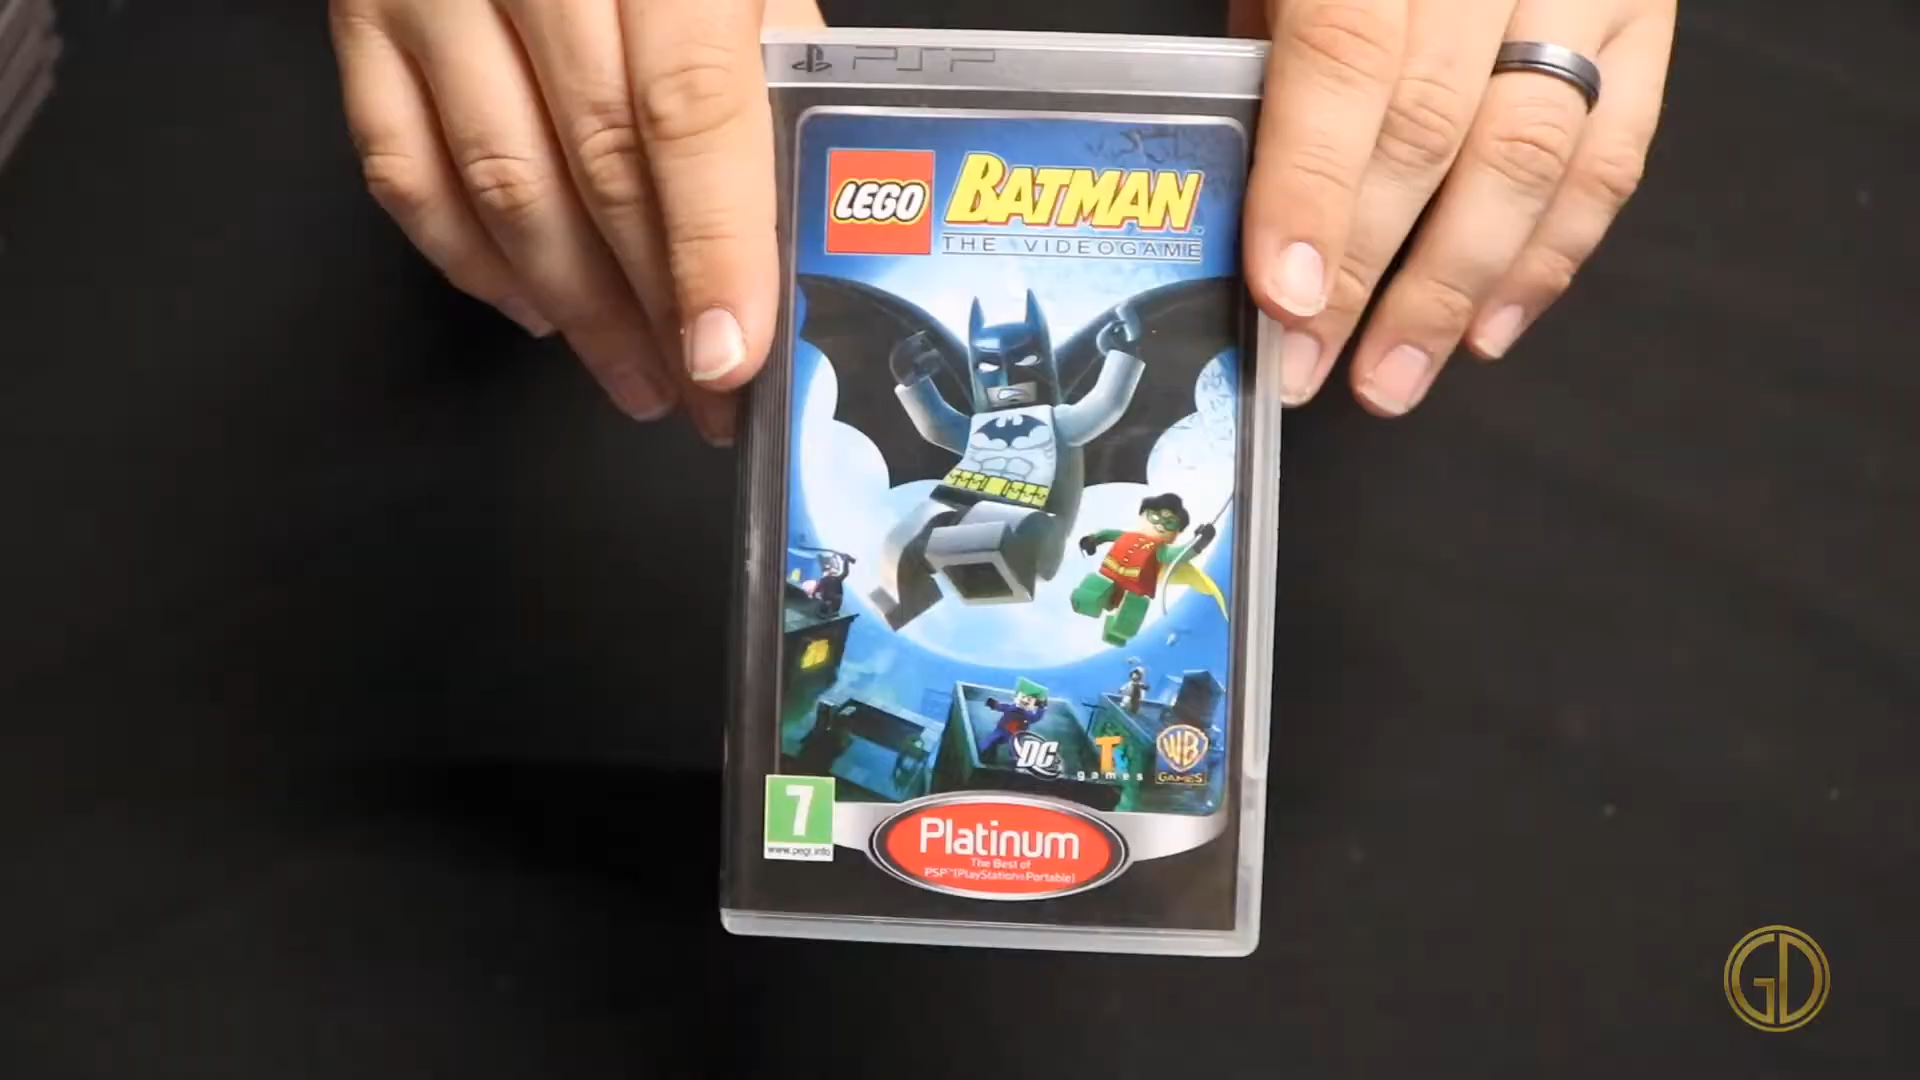 PSP
LEGO
BATMAN
THE VIDEOGAME
DC
T
games
WB
GAMES
7
www.pegi.info
Platinum
The Best of
PSP™(PlayStation®Portable)
GD